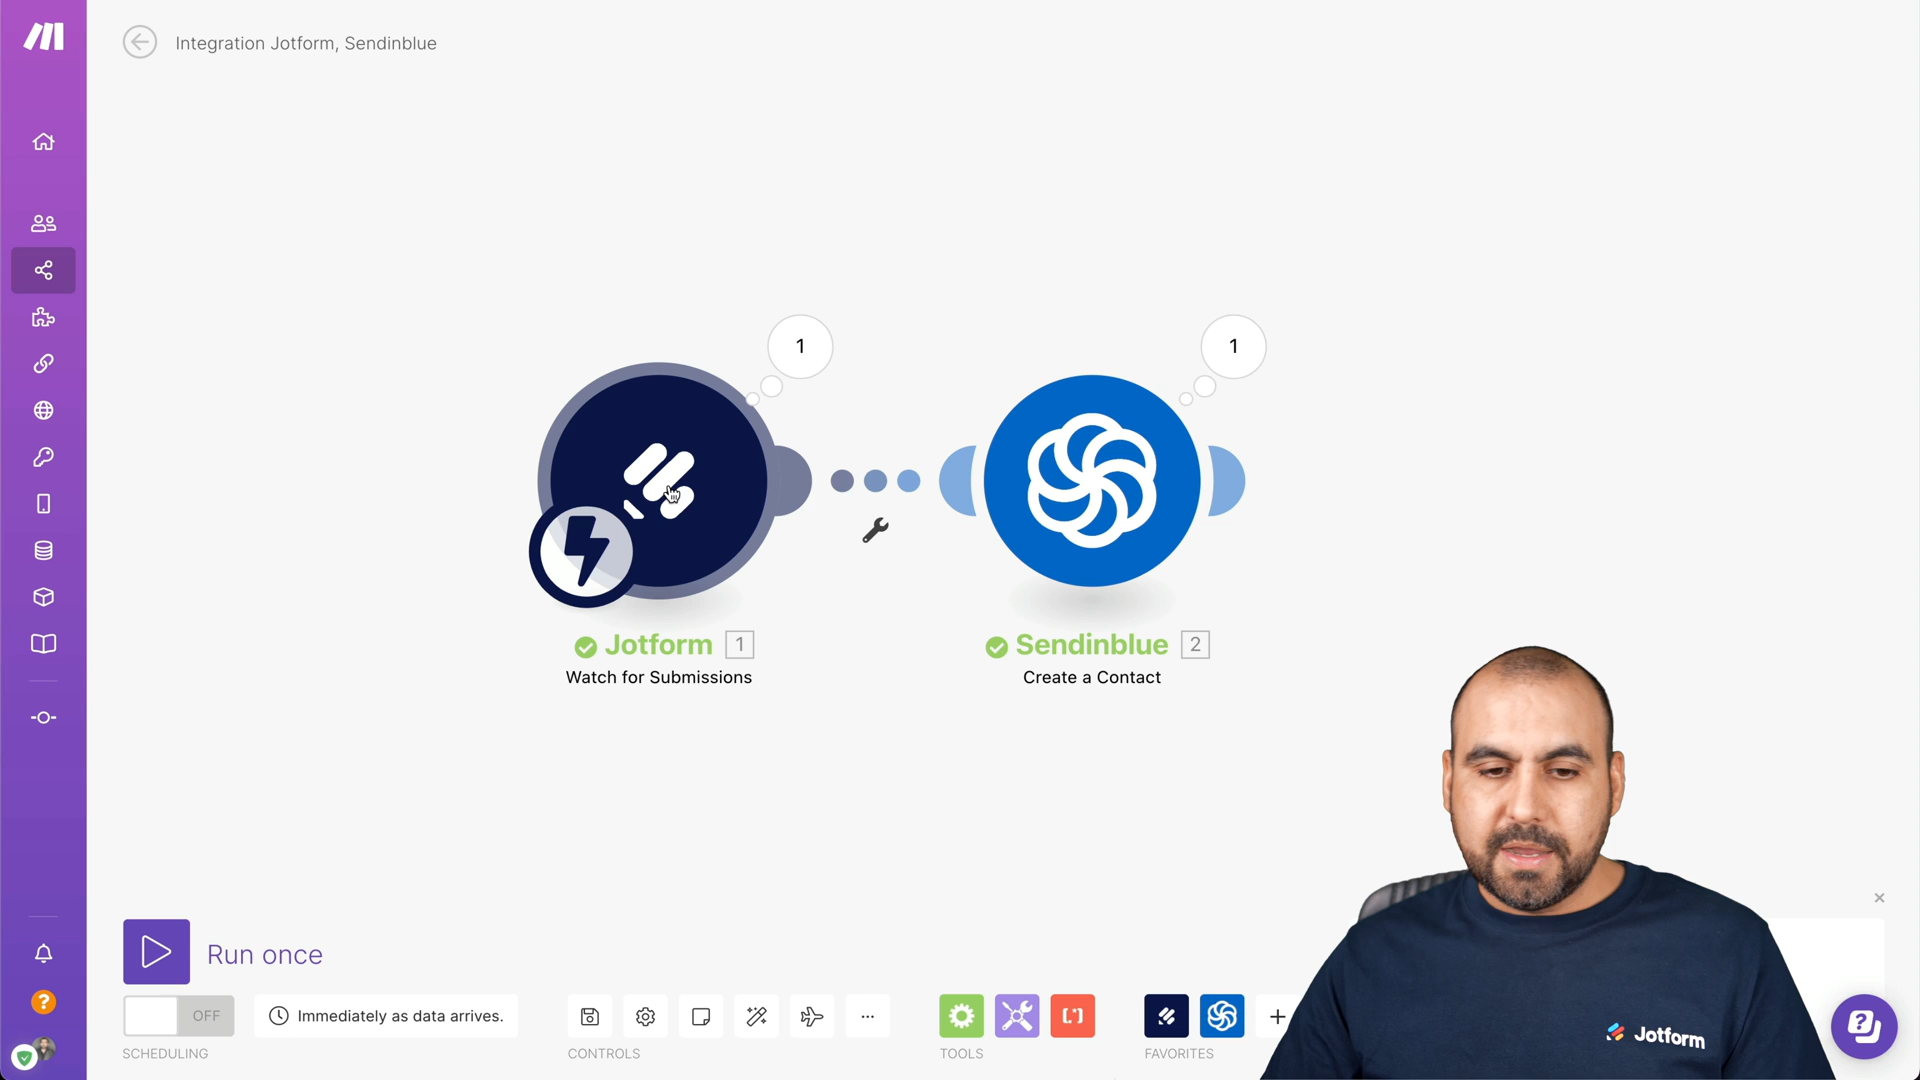 Integration Jotform, Sendinblue
1
1
Jotform 1
Sendinblue 2
Watch for Submissions
Create a Contact
Run once
OFF
Immediately as data arrives.
...
[.*]
+
SCHEDULING
CONTROLS
TOOLS
FAVORITES
?
?
Jotform